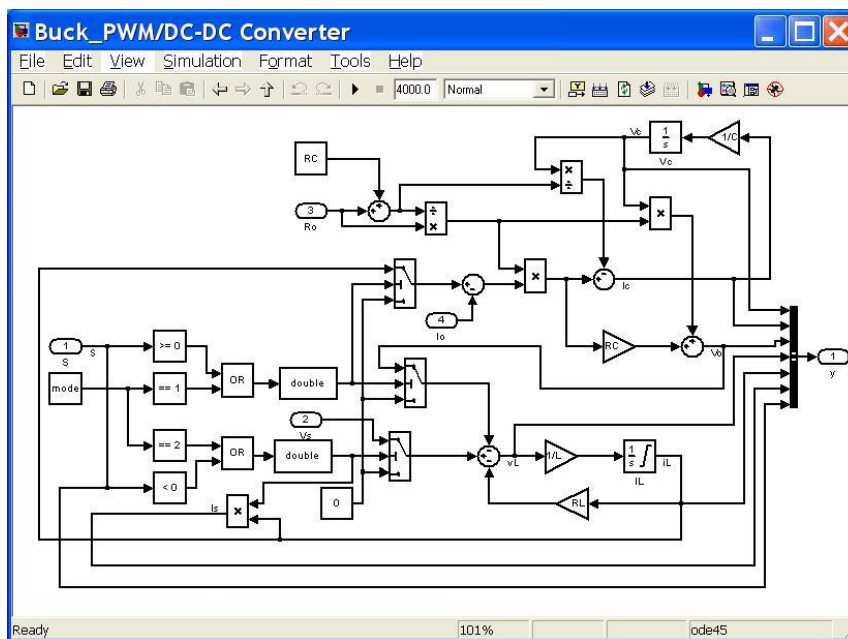 Buck_PWM/DC-DC Converter
File Edit View Simulation Format Tools Help
4000.0 Normal
Vc 1/s 1/C
Vc
RC
× ÷
3
Ro
÷ ×
×
×
Ic
4
Io
1
S
S
>= 0
RC
Vo
1
y
OR
double
mode
== 1
2
Vs
== 2
OR
double
vL
1/L
1/s
iL
IL
< 0
Is
×
0
RL
Ready 101% ode45